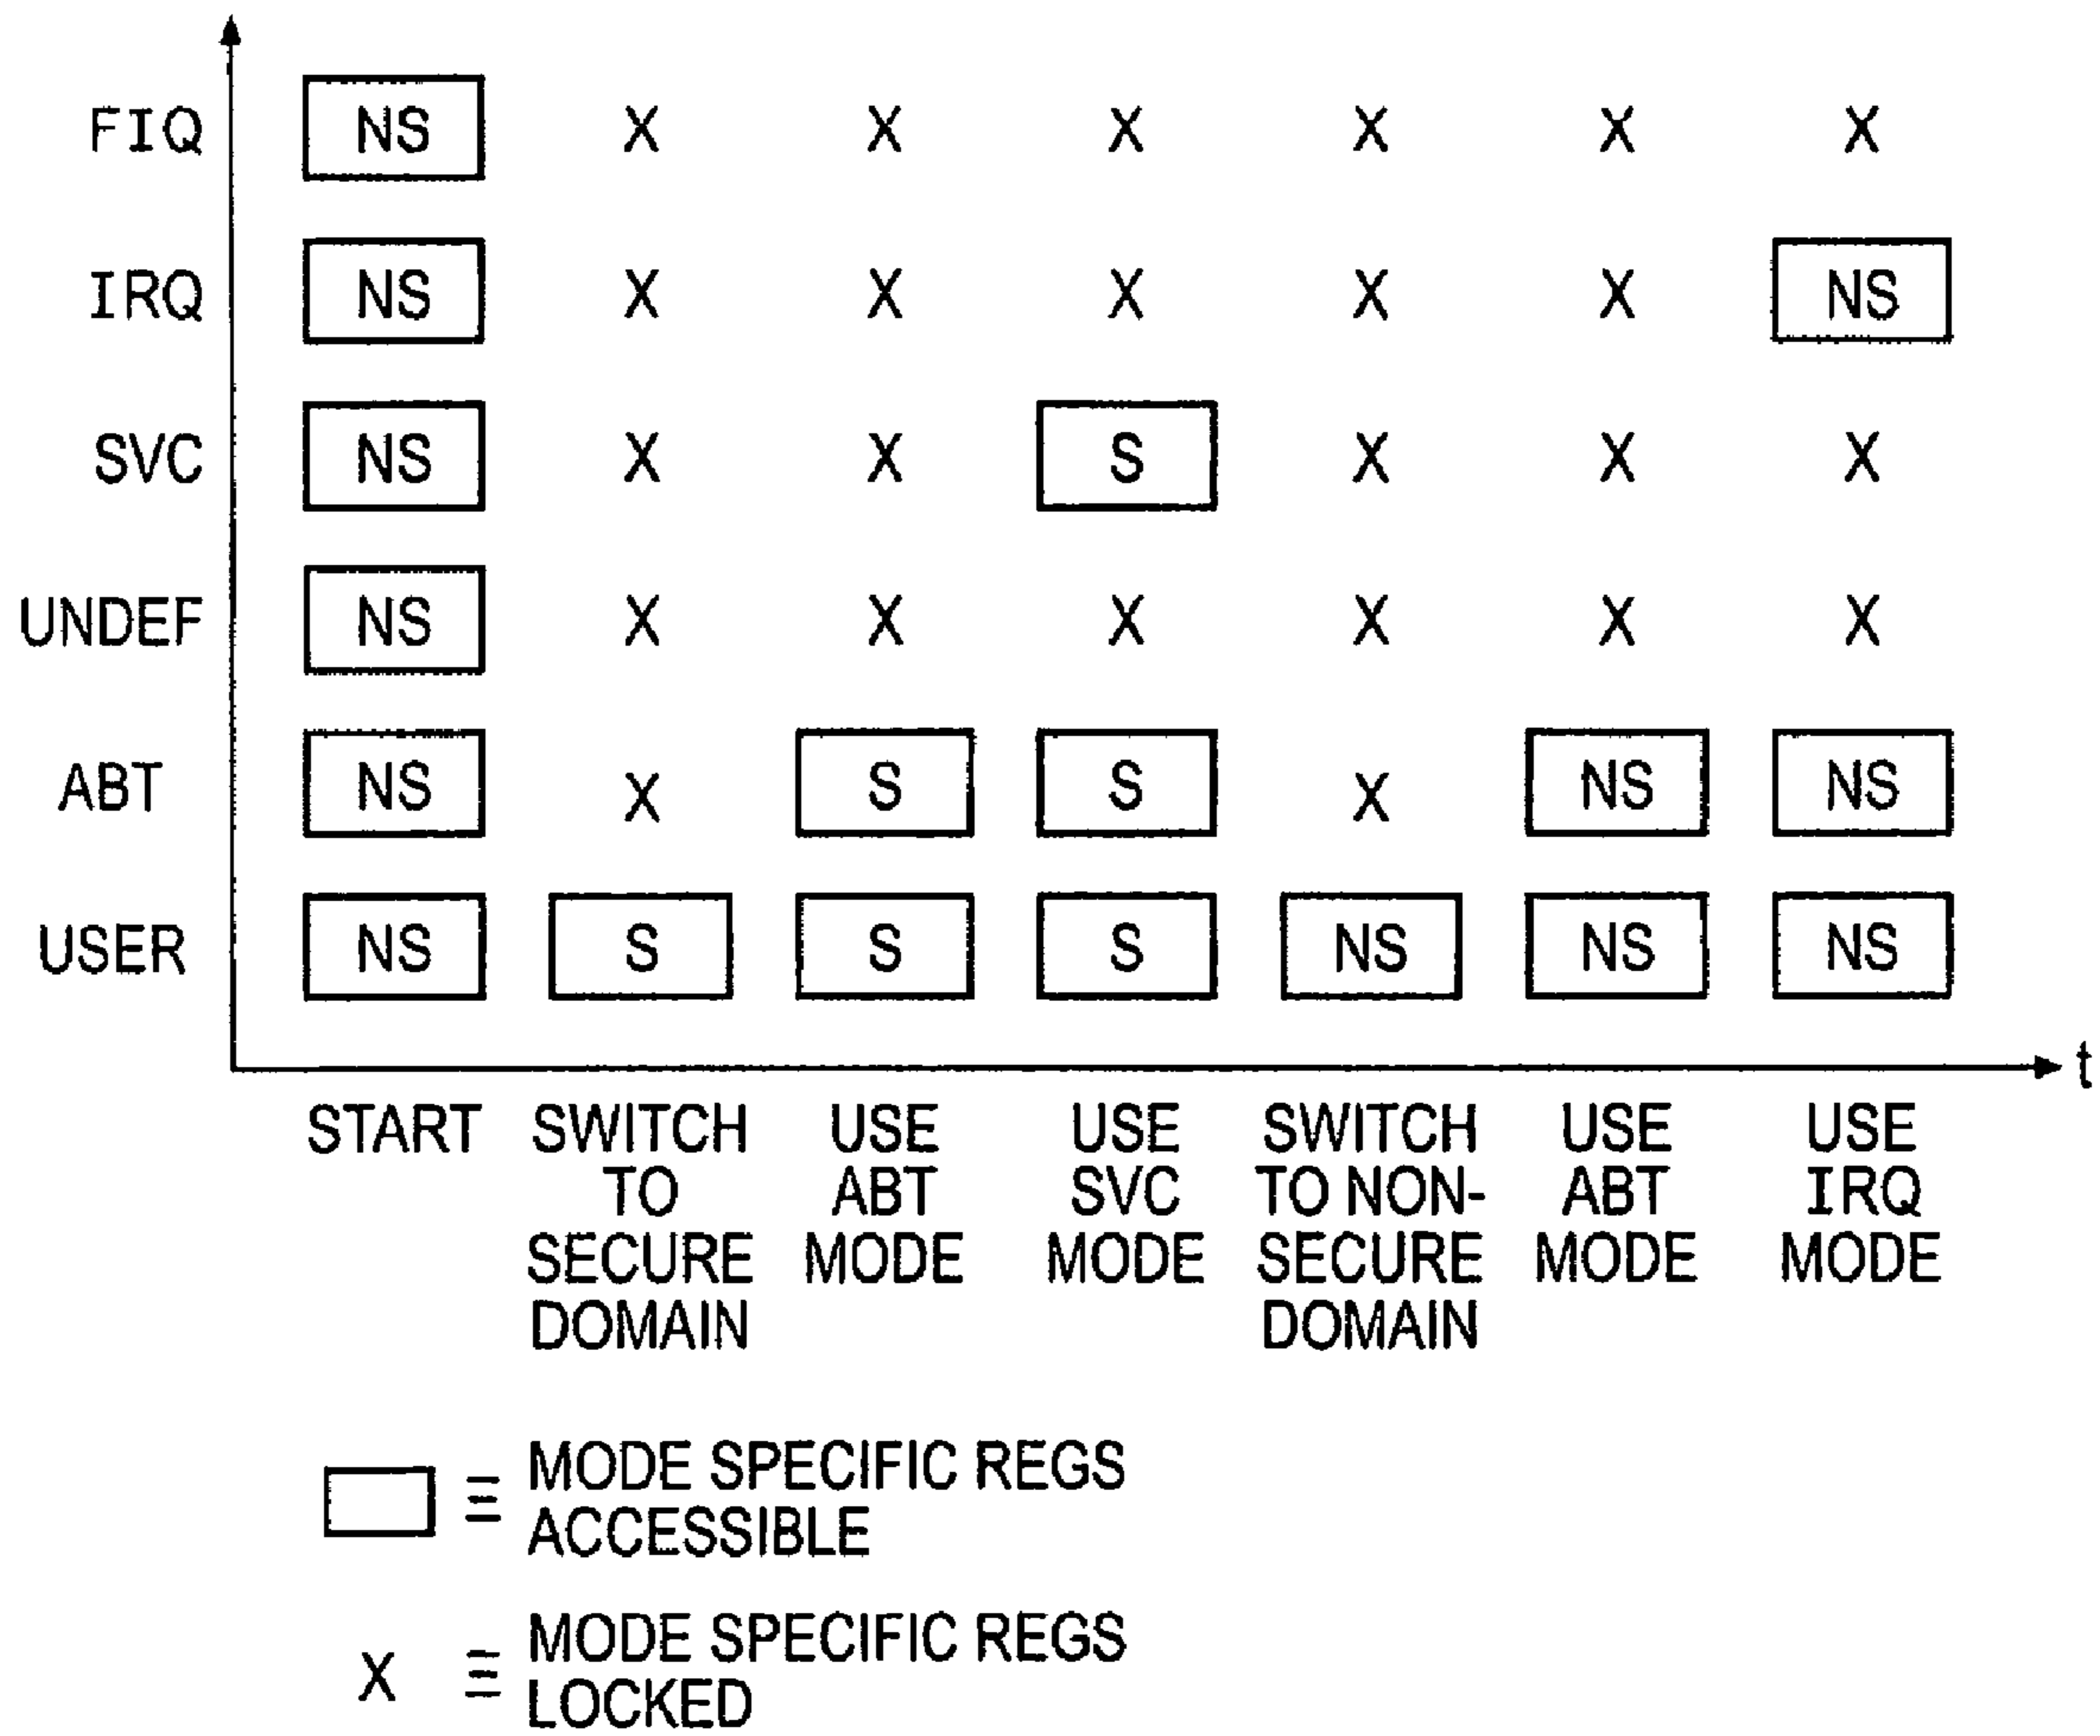 FIQ NS X X X X X X
IRQ NS X X X X X NS
SVC NS X X S X X X
UNDEF NS X X X X X X
ABT NS X S S X NS NS
USER NS S S S NS NS NS
t
START
SWITCH
TO
SECURE
DOMAIN
USE
ABT
MODE
USE
SVC
MODE
SWITCH
TO NON-
SECURE
DOMAIN
USE
ABT
MODE
USE
IRQ
MODE
≡ MODE SPECIFIC REGS
ACCESSIBLE
X ≡ MODE SPECIFIC REGS
LOCKED